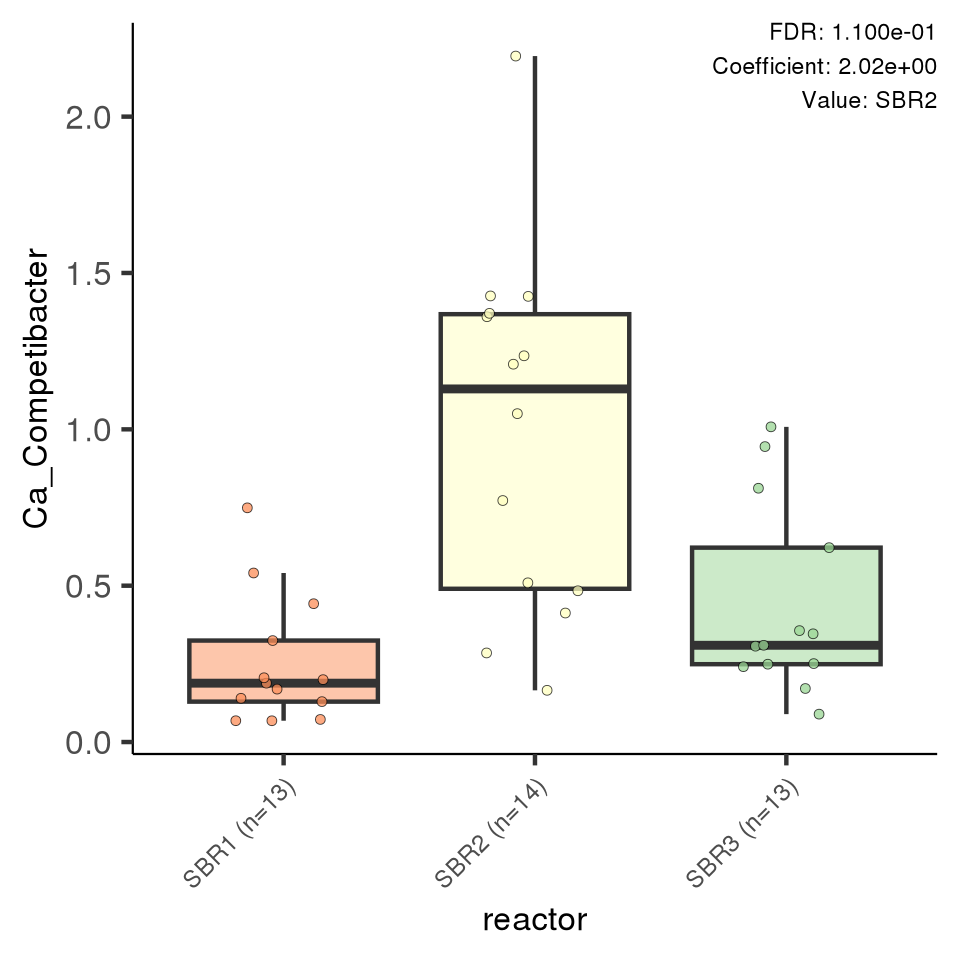 FDR: 1.100e-01
Coefficient: 2.02e+00
Value: SBR2
Ca_Competibacter
2.0
1.5
1.0
0.5
0.0
SBR1 (n=13)
SBR2 (n=14)
SBR3 (n=13)
reactor